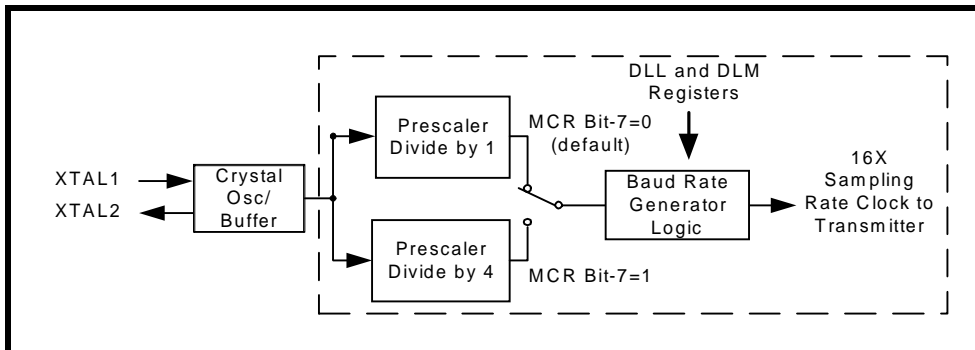 DLL and DLM
Registers
Prescaler
Divide by 1
MCR Bit-7=0
(default)
XTAL1
XTAL2
Crystal
Osc/
Buffer
Baud Rate
Generator
Logic
16X
Sampling
Rate Clock to
Transmitter
Prescaler
Divide by 4
MCR Bit-7=1